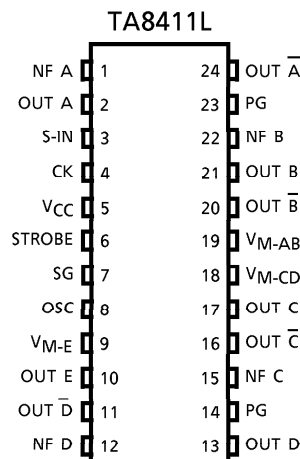 TA8411L
NF A 1 24 OUT A̅
OUT A 2 23 PG
S-IN 3 22 NF B
CK 4 21 OUT B
VCC 5 20 OUT B̅
STROBE 6 19 VM-AB
SG 7 18 VM-CD
OSC 8 17 OUT C
VM-E 9 16 OUT C̅
OUT E 10 15 NF C
OUT D̅ 11 14 PG
NF D 12 13 OUT D